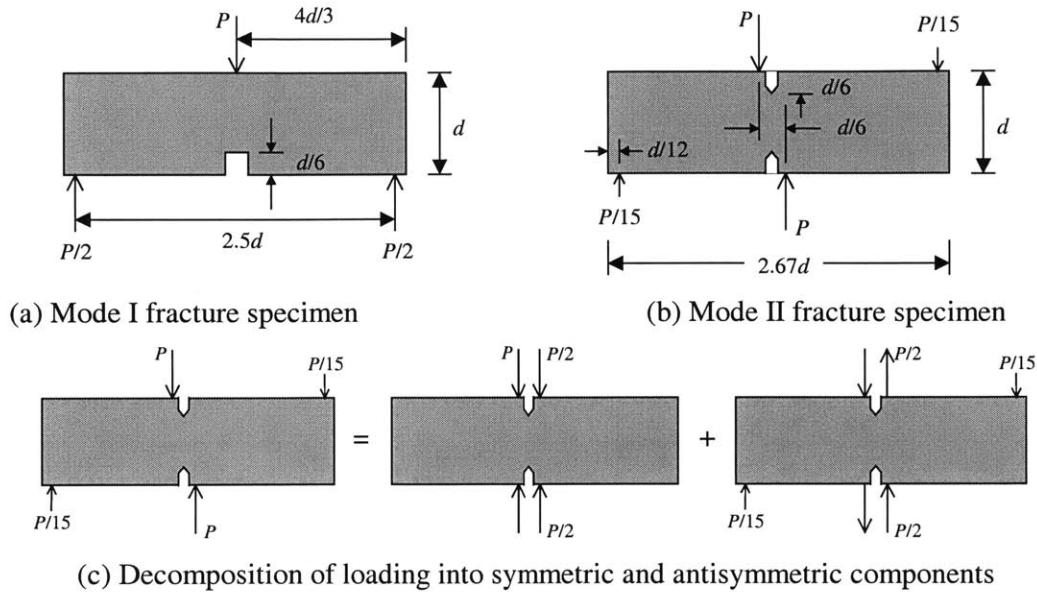 P
4d/3
d
d/6
P/2
2.5d
P/2
(a) Mode I fracture specimen
P
P/15
d/6
d/6
d
d/12
P/15
P
2.67d
(b) Mode II fracture specimen
P
P/15
P/15
P
=
P
P/2
P/2
+
P/2
P/15
P/15
P/2
(c) Decomposition of loading into symmetric and antisymmetric components